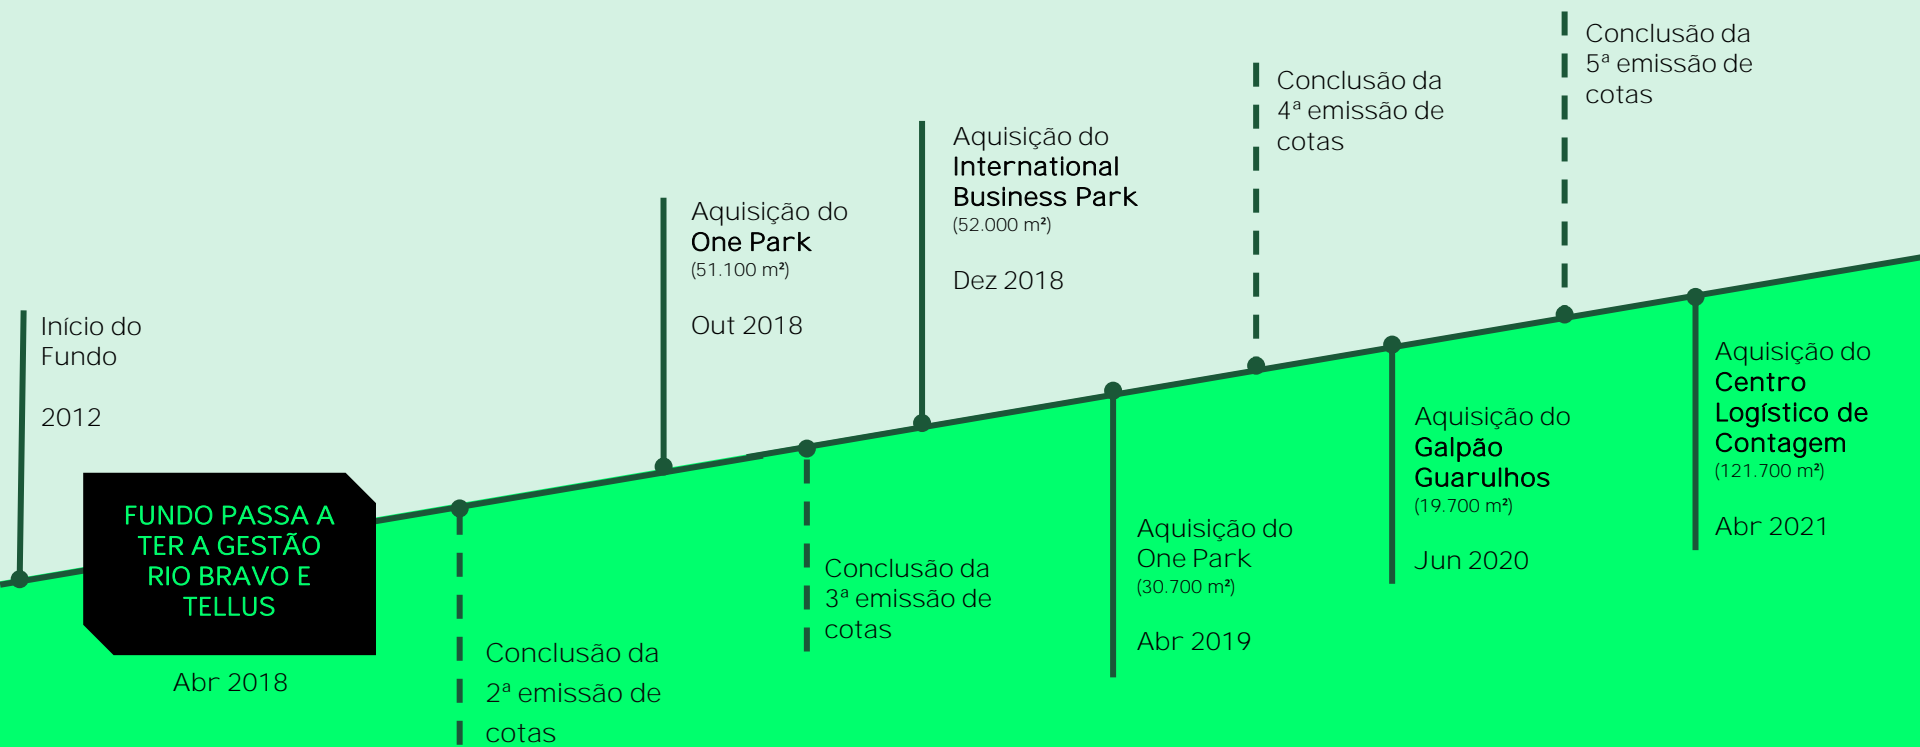 Início do
Fundo
2012
FUNDO PASSA A
TER A GESTÃO
RIO BRAVO E
TELLUS
Abr 2018
Conclusão da
2ª emissão de
cotas
Aquisição do
One Park
(51.100 m²)
Out 2018
Conclusão da
3ª emissão de
cotas
Aquisição do
International
Business Park
(52.000 m²)
Dez 2018
Aquisição do
One Park
(30.700 m²)
Abr 2019
Conclusão da
4ª emissão de
cotas
Aquisição do
Galpão
Guarulhos
(19.700 m²)
Jun 2020
Conclusão da
5ª emissão de
cotas
Aquisição do
Centro
Logístico de
Contagem
(121.700 m²)
Abr 2021